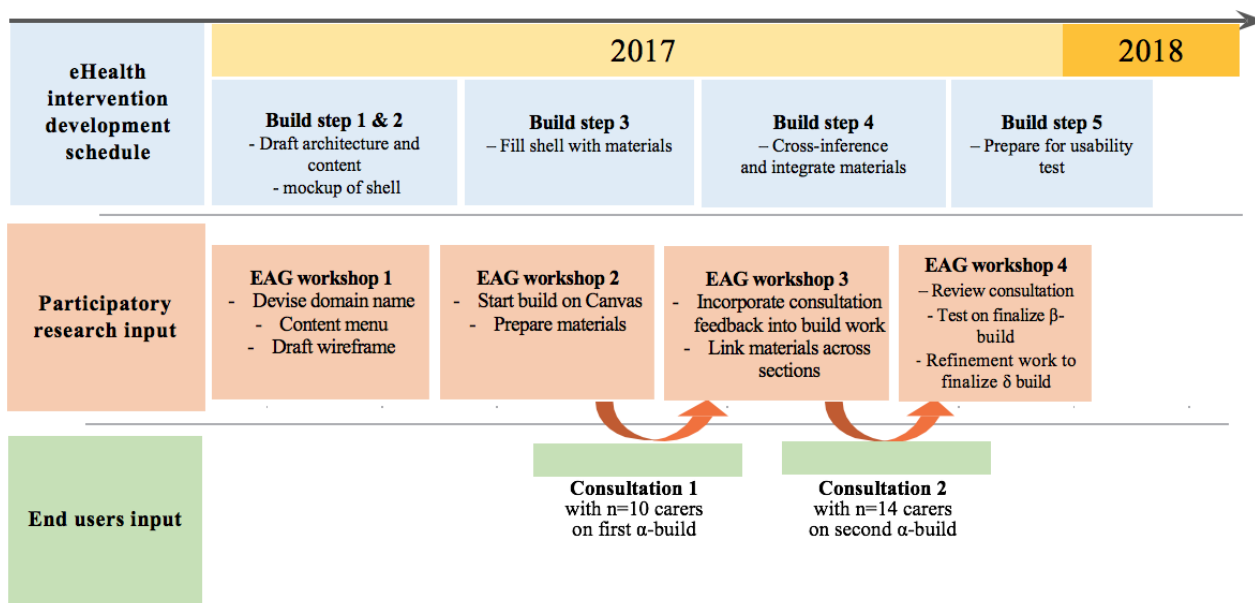 2017
2018
eHealth
intervention
development
schedule
Build step 1 & 2
- Draft architecture and
content
- mockup of shell
Build step 3
– Fill shell with materials
Build step 4
– Cross-inference
and integrate materials
Build step 5
– Prepare for usability
test
Participatory
research input
EAG workshop 1
- Devise domain name
- Content menu
- Draft wireframe
EAG workshop 2
- Start build on Canvas
- Prepare materials
EAG workshop 3
- Incorporate consultation
feedback into build work
- Link materials across
sections
EAG workshop 4
– Review consultation
- Test on finalize β-
build
- Refinement work to
finalize δ build
End users input
Consultation 1
with n=10 carers
on first α-build
Consultation 2
with n=14 carers
on second α-build